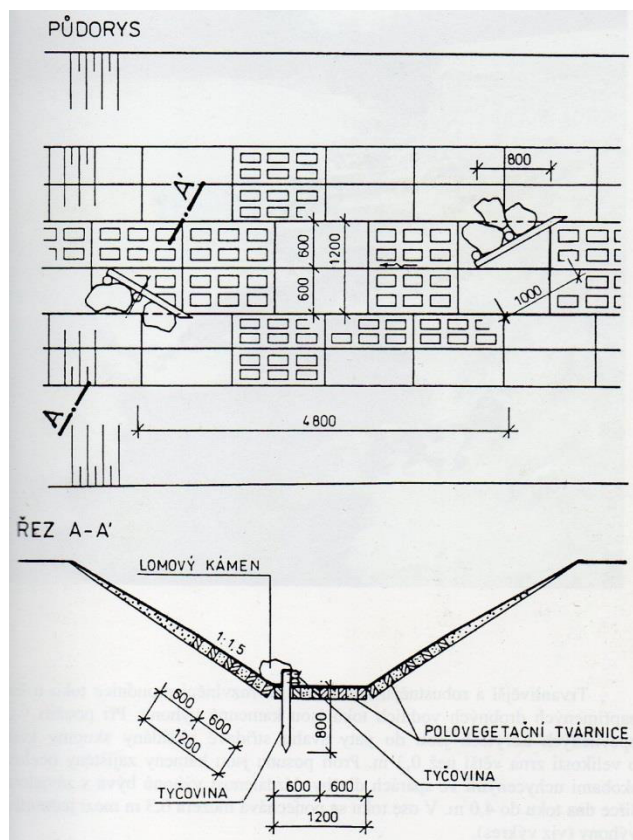 PŮDORYS
A'
800
600
1200
600
1000
A
4800
ŘEZ A-A'
LOMOVÝ KÁMEN
1:1,5
600
600
1200
800
POLOVEGETAČNÍ TVÁRNICE
TYČOVINA
TYČOVINA
600
600
1200